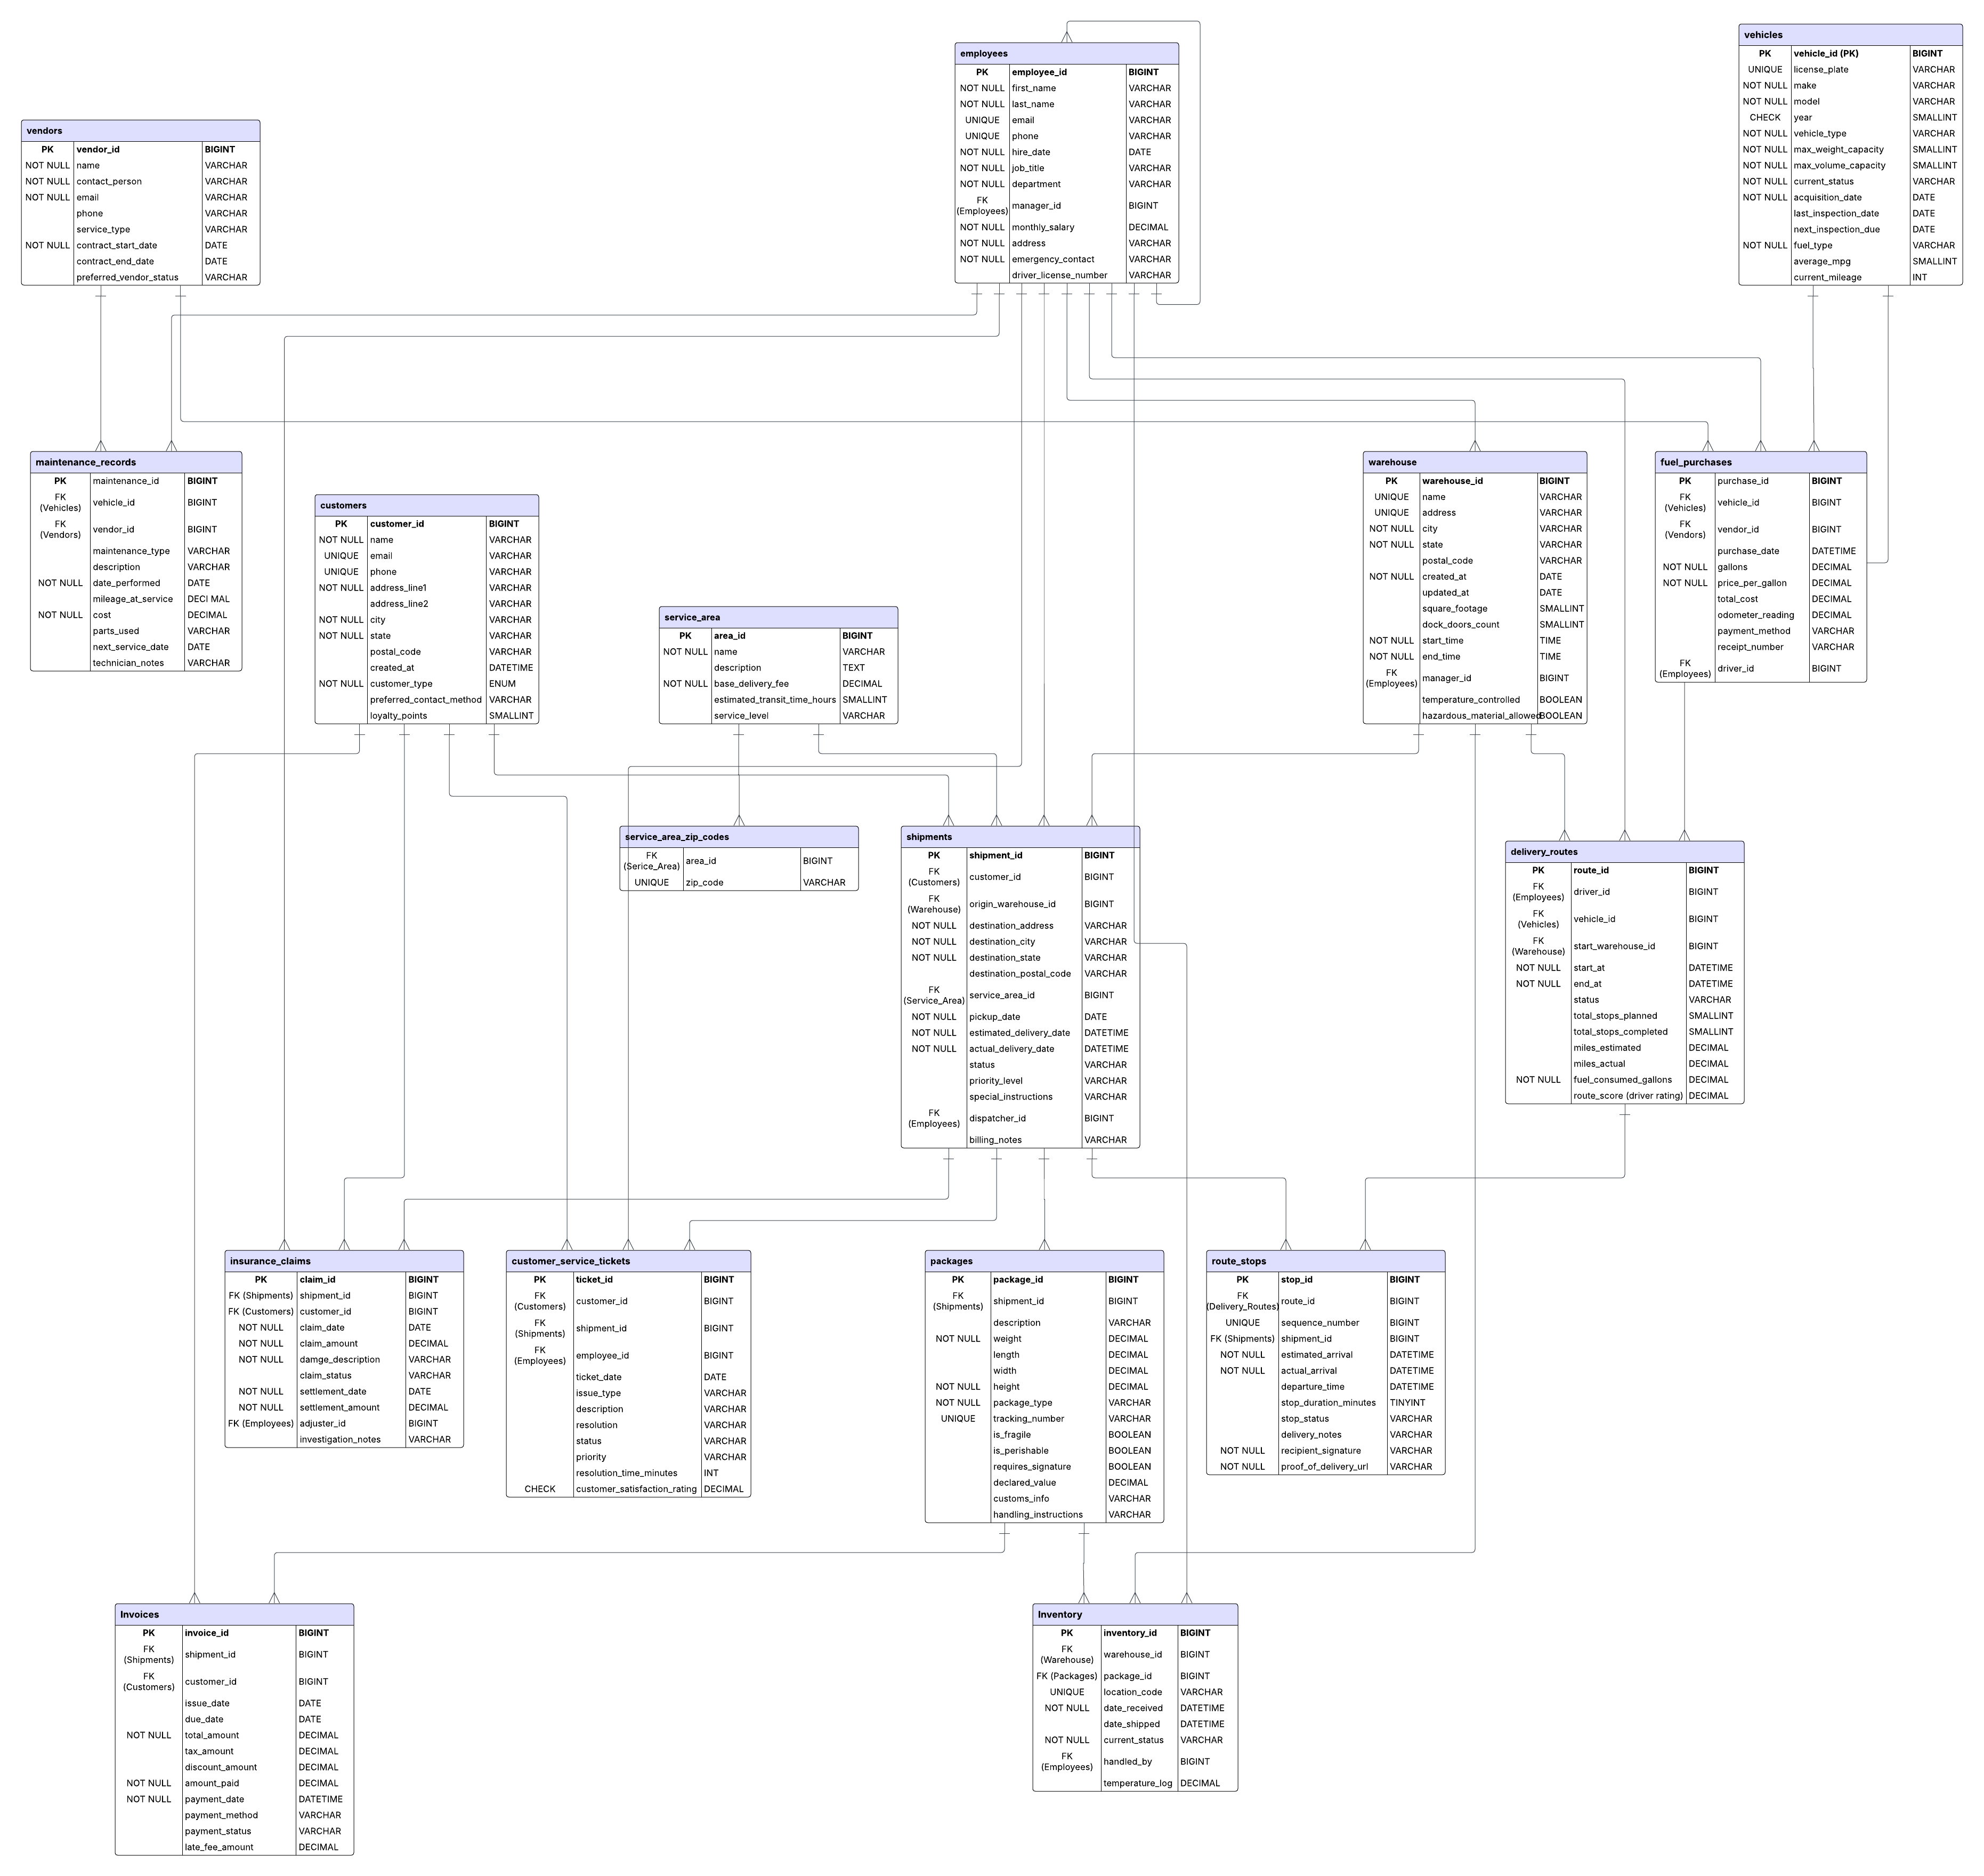 employees
PK employee_id BIGINT
NOT NULL first_name VARCHAR
NOT NULL last_name VARCHAR
UNIQUE email VARCHAR
UNIQUE phone VARCHAR
NOT NULL hire_date DATE
NOT NULL job_title VARCHAR
NOT NULL department VARCHAR
FK
(Employees) manager_id BIGINT
NOT NULL monthly_salary DECIMAL
NOT NULL address VARCHAR
NOT NULL emergency_contact VARCHAR
driver_license_number VARCHAR
vehicles
PK vehicle_id (PK) BIGINT
UNIQUE license_plate VARCHAR
NOT NULL make VARCHAR
NOT NULL model VARCHAR
CHECK year SMALLINT
NOT NULL vehicle_type VARCHAR
NOT NULL max_weight_capacity SMALLINT
NOT NULL max_volume_capacity SMALLINT
NOT NULL current_status VARCHAR
NOT NULL acquisition_date DATE
last_inspection_date DATE
next_inspection_due DATE
NOT NULL fuel_type VARCHAR
average_mpg SMALLINT
current_mileage INT
vendors
PK vendor_id BIGINT
NOT NULL name VARCHAR
NOT NULL contact_person VARCHAR
NOT NULL email VARCHAR
phone VARCHAR
service_type VARCHAR
NOT NULL contract_start_date DATE
contract_end_date DATE
preferred_vendor_status VARCHAR
maintenance_records
PK maintenance_id BIGINT
FK
(Vehicles) vehicle_id BIGINT
FK
(Vendors) vendor_id BIGINT
maintenance_type VARCHAR
description VARCHAR
NOT NULL date_performed DATE
mileage_at_service DECI MAL
NOT NULL cost DECIMAL
parts_used VARCHAR
next_service_date DATE
technician_notes VARCHAR
customers
PK customer_id BIGINT
NOT NULL name VARCHAR
UNIQUE email VARCHAR
UNIQUE phone VARCHAR
NOT NULL address_line1 VARCHAR
address_line2 VARCHAR
NOT NULL city VARCHAR
NOT NULL state VARCHAR
postal_code VARCHAR
created_at DATETIME
NOT NULL customer_type ENUM
preferred_contact_method VARCHAR
loyalty_points SMALLINT
service_area
PK area_id BIGINT
NOT NULL name VARCHAR
description TEXT
NOT NULL base_delivery_fee DECIMAL
estimated_transit_time_hours SMALLINT
service_level VARCHAR
warehouse
PK warehouse_id BIGINT
UNIQUE name VARCHAR
UNIQUE address VARCHAR
NOT NULL city VARCHAR
NOT NULL state VARCHAR
postal_code VARCHAR
NOT NULL created_at DATE
updated_at DATE
square_footage SMALLINT
dock_doors_count SMALLINT
NOT NULL start_time TIME
NOT NULL end_time TIME
FK
(Employees) manager_id BIGINT
temperature_controlled BOOLEAN
hazardous_material_allowed BOOLEAN
fuel_purchases
PK purchase_id BIGINT
FK
(Vehicles) vehicle_id BIGINT
FK
(Vendors) vendor_id BIGINT
purchase_date DATETIME
NOT NULL gallons DECIMAL
NOT NULL price_per_gallon DECIMAL
total_cost DECIMAL
odometer_reading DECIMAL
payment_method VARCHAR
receipt_number VARCHAR
FK
(Employees) driver_id BIGINT
service_area_zip_codes
FK
(Serice_Area) area_id BIGINT
UNIQUE zip_code VARCHAR
shipments
PK shipment_id BIGINT
FK
(Customers) customer_id BIGINT
FK
(Warehouse) origin_warehouse_id BIGINT
NOT NULL destination_address VARCHAR
NOT NULL destination_city VARCHAR
NOT NULL destination_state VARCHAR
destination_postal_code VARCHAR
FK
(Service_Area) service_area_id BIGINT
NOT NULL pickup_date DATE
NOT NULL estimated_delivery_date DATETIME
NOT NULL actual_delivery_date DATETIME
status VARCHAR
priority_level VARCHAR
special_instructions VARCHAR
FK
(Employees) dispatcher_id BIGINT
billing_notes VARCHAR
delivery_routes
PK route_id BIGINT
FK
(Employees) driver_id BIGINT
FK
(Vehicles) vehicle_id BIGINT
FK
(Warehouse) start_warehouse_id BIGINT
NOT NULL start_at DATETIME
NOT NULL end_at DATETIME
status VARCHAR
total_stops_planned SMALLINT
total_stops_completed SMALLINT
miles_estimated DECIMAL
miles_actual DECIMAL
NOT NULL fuel_consumed_gallons DECIMAL
route_score (driver rating) DECIMAL
insurance_claims
PK claim_id BIGINT
FK (Shipments) shipment_id BIGINT
FK (Customers) customer_id BIGINT
NOT NULL claim_date DATE
NOT NULL claim_amount DECIMAL
NOT NULL damge_description VARCHAR
claim_status VARCHAR
NOT NULL settlement_date DATE
NOT NULL settlement_amount DECIMAL
FK (Employees) adjuster_id BIGINT
investigation_notes VARCHAR
customer_service_tickets
PK ticket_id BIGINT
FK
(Customers) customer_id BIGINT
FK
(Shipments) shipment_id BIGINT
FK
(Employees) employee_id BIGINT
ticket_date DATE
issue_type VARCHAR
description VARCHAR
resolution VARCHAR
status VARCHAR
priority VARCHAR
resolution_time_minutes INT
CHECK customer_satisfaction_rating DECIMAL
packages
PK package_id BIGINT
FK
(Shipments) shipment_id BIGINT
description VARCHAR
NOT NULL weight DECIMAL
length DECIMAL
width DECIMAL
NOT NULL height DECIMAL
NOT NULL package_type VARCHAR
UNIQUE tracking_number VARCHAR
is_fragile BOOLEAN
is_perishable BOOLEAN
requires_signature BOOLEAN
declared_value DECIMAL
customs_info VARCHAR
handling_instructions VARCHAR
route_stops
PK stop_id BIGINT
FK
(Delivery_Routes) route_id BIGINT
UNIQUE sequence_number BIGINT
FK (Shipments) shipment_id BIGINT
NOT NULL estimated_arrival DATETIME
NOT NULL actual_arrival DATETIME
departure_time DATETIME
stop_duration_minutes TINYINT
stop_status VARCHAR
delivery_notes VARCHAR
NOT NULL recipient_signature VARCHAR
NOT NULL proof_of_delivery_url VARCHAR
Invoices
PK invoice_id BIGINT
FK
(Shipments) shipment_id BIGINT
FK
(Customers) customer_id BIGINT
issue_date DATE
due_date DATE
NOT NULL total_amount DECIMAL
tax_amount DECIMAL
discount_amount DECIMAL
NOT NULL amount_paid DECIMAL
NOT NULL payment_date DATETIME
payment_method VARCHAR
payment_status VARCHAR
late_fee_amount DECIMAL
Inventory
PK inventory_id BIGINT
FK
(Warehouse) warehouse_id BIGINT
FK (Packages) package_id BIGINT
UNIQUE location_code VARCHAR
NOT NULL date_received DATETIME
date_shipped DATETIME
NOT NULL current_status VARCHAR
FK
(Employees) handled_by BIGINT
temperature_log DECIMAL